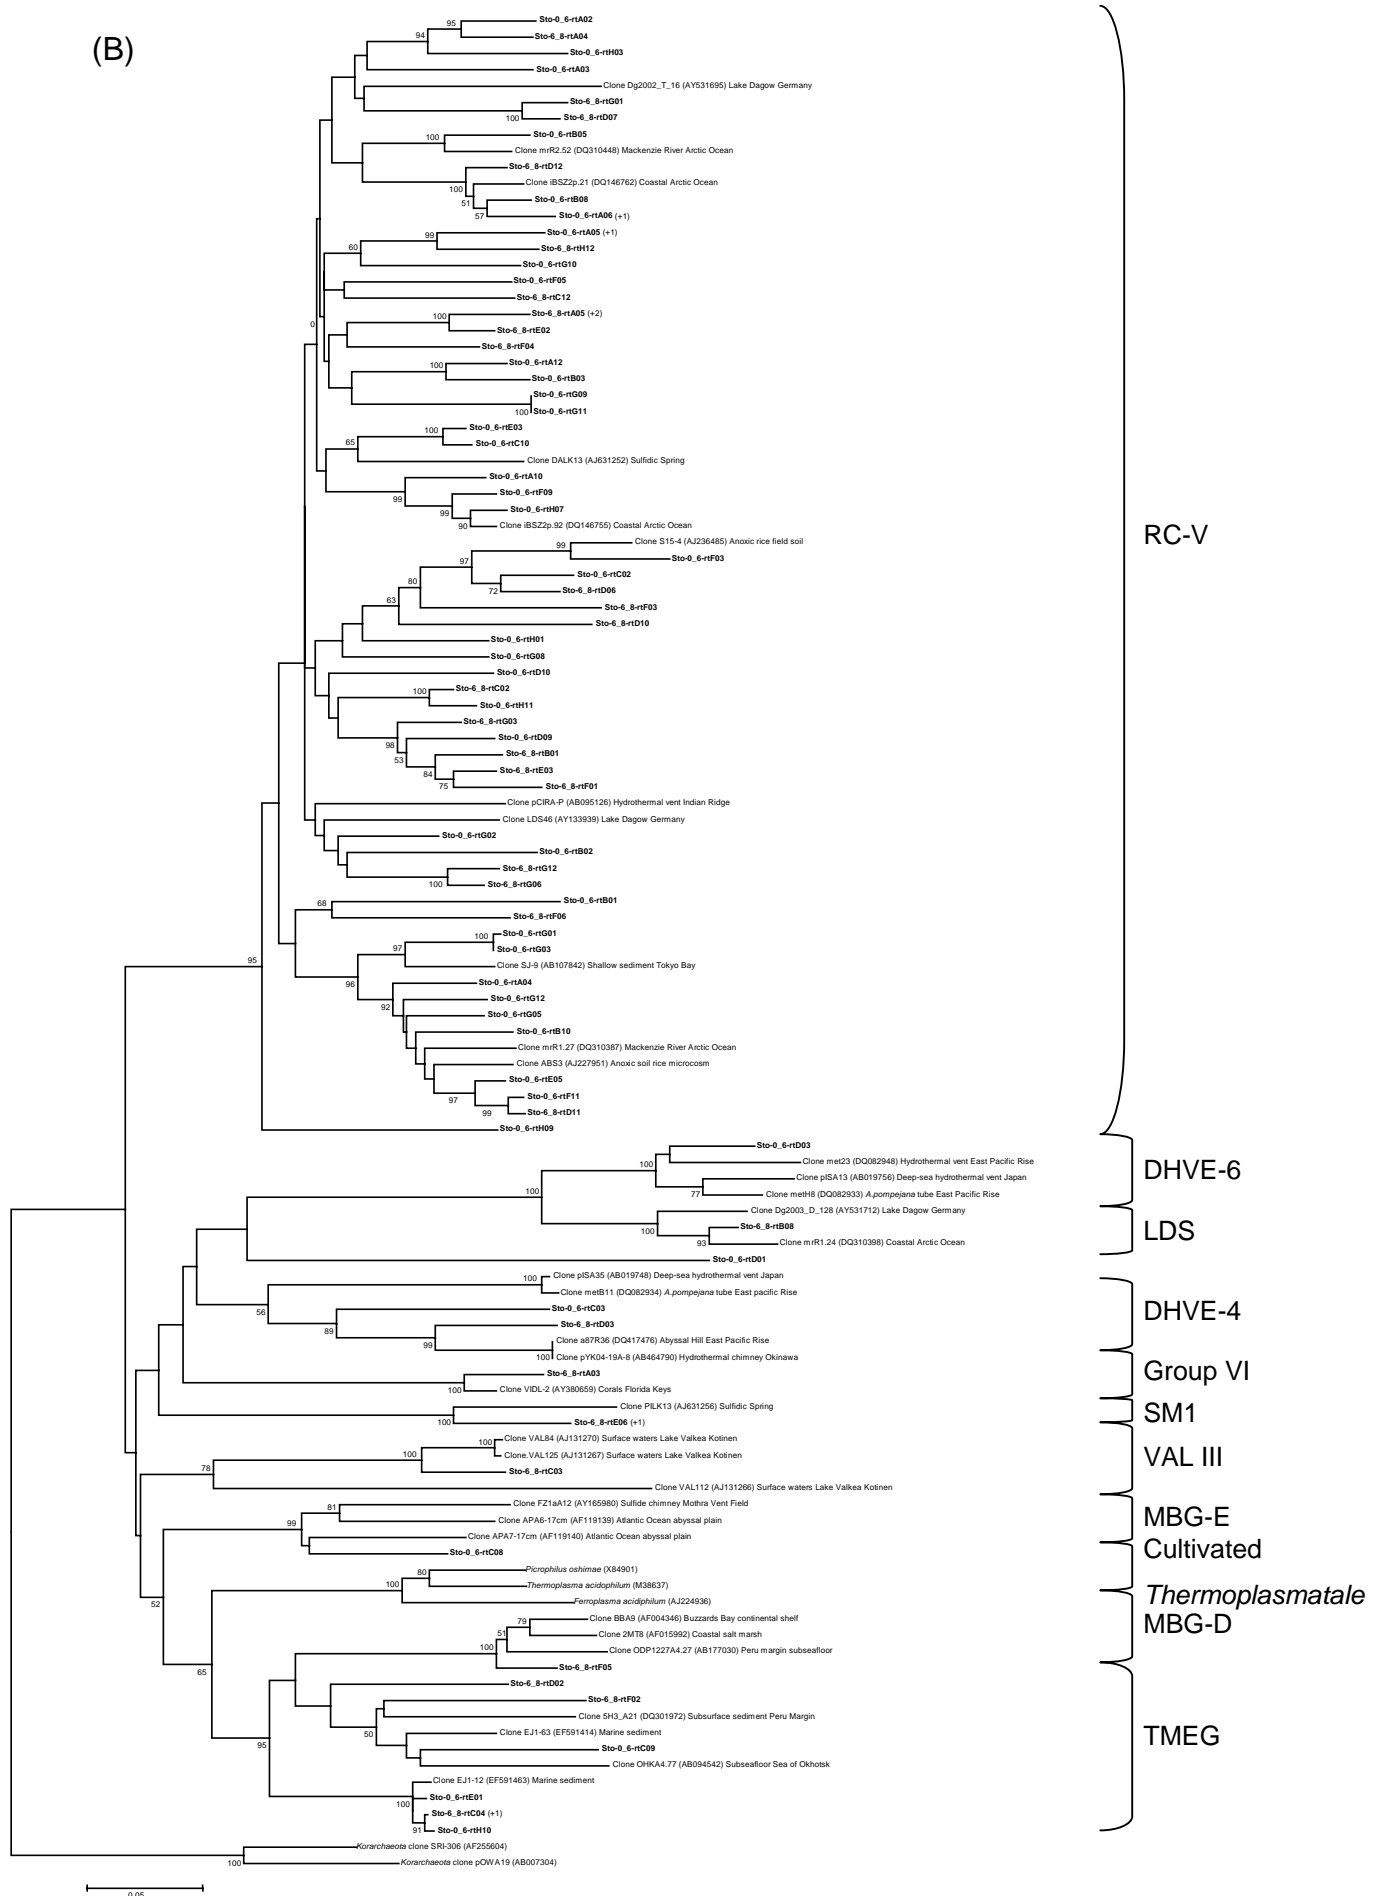 (B)
95
Sto-0_6-rtA02
94
Sto-6_8-rtA04
Sto-0_6-rtH03
Sto-0_6-rtA03
Clone Dg2002_T_16 (AY531695) Lake Dagow Germany
Sto-6_8-rtG01
100
Sto-6_8-rtD07
100
Sto-0_6-rtB05
Clone mrR2.52 (DQ310448) Mackenzie River Arctic Ocean
Sto-6_8-rtD12
100
Clone iBSZ2p.21 (DQ146762) Coastal Arctic Ocean
51
Sto-0_6-rtB08
57
Sto-0_6-rtA06 (+1)
99
Sto-0_6-rtA05 (+1)
60
Sto-6_8-rtH12
Sto-0_6-rtG10
Sto-0_6-rtF05
Sto-6_8-rtC12
0
100
Sto-6_8-rtA05 (+2)
Sto-6_8-rtE02
Sto-6_8-rtF04
100
Sto-0_6-rtA12
Sto-0_6-rtB03
Sto-0_6-rtG09
100
Sto-0_6-rtG11
100
Sto-0_6-rtE03
65
Sto-0_6-rtC10
Clone DALK13 (AJ631252) Sulfidic Spring
Sto-0_6-rtA10
99
Sto-0_6-rtF09
99
Sto-0_6-rtH07
90
Clone iBSZ2p.92 (DQ146755) Coastal Arctic Ocean
RC-V
99
Clone S15-4 (AJ236485) Anoxic rice field soil
97
Sto-0_6-rtF03
80
Sto-0_6-rtC02
72
Sto-6_8-rtD06
63
Sto-6_8-rtF03
Sto-6_8-rtD10
Sto-0_6-rtH01
Sto-0_6-rtG08
Sto-0_6-rtD10
100
Sto-6_8-rtC02
Sto-0_6-rtH11
Sto-6_8-rtG03
98
Sto-0_6-rtD09
53
Sto-6_8-rtB01
84
Sto-6_8-rtE03
75
Sto-6_8-rtF01
Clone pCIRA-P (AB095126) Hydrothermal vent Indian Ridge
Clone LDS46 (AY133939) Lake Dagow Germany
Sto-0_6-rtG02
Sto-0_6-rtB02
Sto-6_8-rtG12
100
Sto-6_8-rtG06
68
Sto-0_6-rtB01
Sto-6_8-rtF06
100
Sto-0_6-rtG01
97
Sto-0_6-rtG03
95
Clone SJ-9 (AB107842) Shallow sediment Tokyo Bay
96
Sto-0_6-rtA04
92
Sto-0_6-rtG12
Sto-0_6-rtG05
Sto-0_6-rtB10
Clone mrR1.27 (DQ310387) Mackenzie River Arctic Ocean
Clone ABS3 (AJ227951) Anoxic soil rice microcosm
Sto-0_6-rtE05
97
Sto-0_6-rtF11
99
Sto-6_8-rtD11
Sto-0_6-rtH09
Sto-0_6-rtD03
100
Clone met23 (DQ082948) Hydrothermal vent East Pacific Rise
DHVE-6
Clone pISA13 (AB019756) Deep-sea hydrothermal vent Japan
100
77
Clone metH8 (DQ082933) A.pompejana tube East Pacific Rise
Clone Dg2003_D_128 (AY531712) Lake Dagow Germany
100
Sto-6_8-rtB08
LDS
93
Clone mrR1.24 (DQ310398) Coastal Arctic Ocean
Sto-0_6-rtD01
100
Clone pISA35 (AB019748) Deep-sea hydrothermal vent Japan
Clone metB11 (DQ082934) A.pompejana tube East pacific Rise
56
Sto-0_6-rtC03
DHVE-4
89
Sto-6_8-rtD03
99
Clone a87R36 (DQ417476) Abyssal Hill East Pacific Rise
100
Clone pYK04-19A-8 (AB464790) Hydrothermal chimney Okinawa
Sto-6_8-rtA03
Group VI
100
Clone VIDL-2 (AY380659) Corals Florida Keys
Clone PILK13 (AJ631256) Sulfidic Spring
SM1
100
Sto-6_8-rtE06 (+1)
100
Clone VAL84 (AJ131270) Surface waters Lake Valkea Kotinen
100
Clone.VAL125 (AJ131267) Surface waters Lake Valkea Kotinen
VAL III
78
Sto-6_8-rtC03
Clone VAL112 (AJ131266) Surface waters Lake Valkea Kotinen
81
Clone FZ1aA12 (AY165980) Sulfide chimney Mothra Vent Field
MBG-E
99
Clone APA6-17cm (AF119139) Atlantic Ocean abyssal plain
Clone APA7-17cm (AF119140) Atlantic Ocean abyssal plain
Cultivated
Sto-0_6-rtC08
80
Picrophilus oshimae (X84901)
100
Thermoplasma acidophilum (M38637)
Thermoplasmatale
52
Ferroplasma acidiphilum (AJ224936)
79
Clone BBA9 (AF004346) Buzzards Bay continental shelf
MBG-D
51
Clone 2MT8 (AF015992) Coastal salt marsh
100
Clone ODP1227A4.27 (AB177030) Peru margin subseafloor
65
Sto-6_8-rtF05
Sto-6_8-rtD02
Sto-6_8-rtF02
Clone 5H3_A21 (DQ301972) Subsurface sediment Peru Margin
50
Clone EJ1-63 (EF591414) Marine sediment
TMEG
95
Sto-0_6-rtC09
Clone OHKA4.77 (AB094542) Subseafloor Sea of Okhotsk
Clone EJ1-12 (EF591463) Marine sediment
100
Sto-0_6-rtE01
Sto-6_8-rtC04 (+1)
91
Sto-0_6-rtH10
Korarchaeota clone SRI-306 (AF255604)
100
Korarchaeota clone pOWA19 (AB007304)
0.05